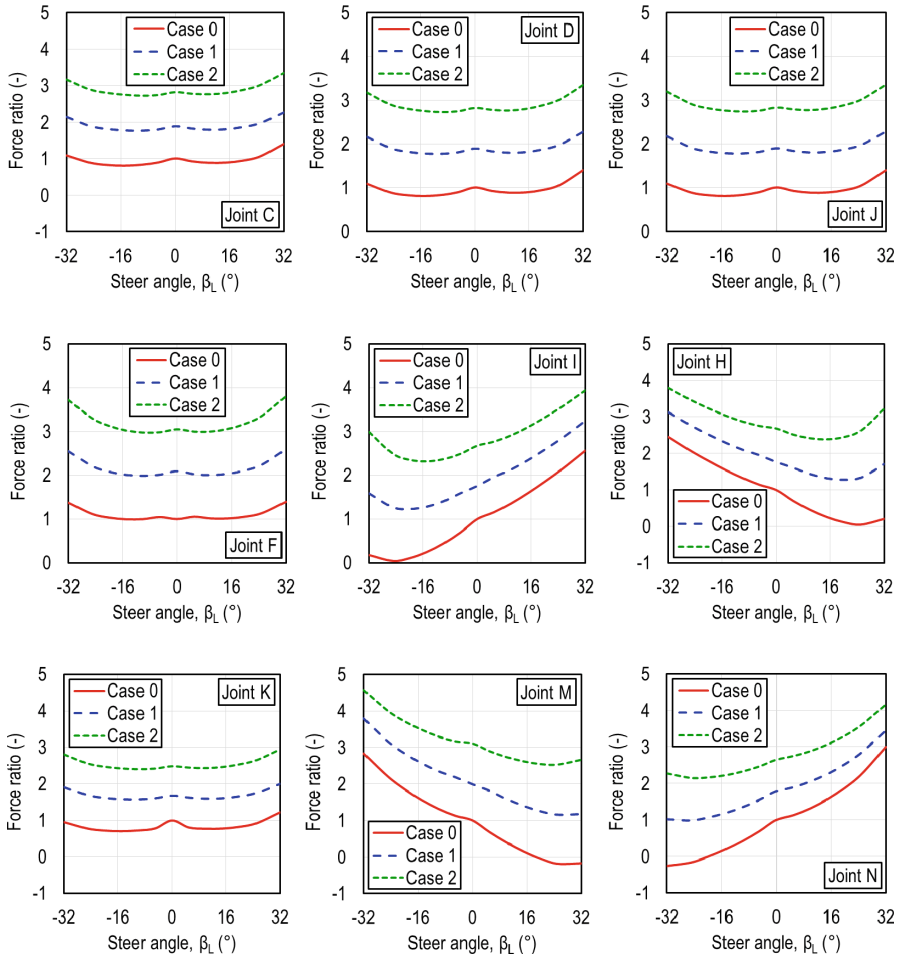 5
4
3
2
1
0
-1
Force ratio (-)
Case 0
Case 1
Case 2
Joint C
-32 -16 0 16 32
Steer angle, βL (°)
5
4
3
2
1
0
Force ratio (-)
Case 0
Case 1
Case 2
Joint D
-32 -16 0 16 32
Steer angle, βL (°)
5
4
3
2
1
0
Force ratio (-)
Case 0
Case 1
Case 2
Joint J
-32 -16 0 16 32
Steer angle, βL (°)
5
4
3
2
1
0
Force ratio (-)
Case 0
Case 1
Case 2
Joint F
-32 -16 0 16 32
Steer angle, βL (°)
5
4
3
2
1
0
Force ratio (-)
Case 0
Case 1
Case 2
Joint I
-32 -16 0 16 32
Steer angle, βL (°)
5
4
3
2
1
0
-1
Force ratio (-)
Joint H
Case 0
Case 1
Case 2
-32 -16 0 16 32
Steer angle, βL (°)
5
4
3
2
1
0
-1
Force ratio (-)
Case 0
Case 1
Case 2
Joint K
-32 -16 0 16 32
Steer angle, βL (°)
5
4
3
2
1
0
-1
Force ratio (-)
Joint M
Case 0
Case 1
Case 2
-32 -16 0 16 32
Steer angle, βL (°)
5
4
3
2
1
0
-1
Force ratio (-)
Case 0
Case 1
Case 2
Joint N
-32 -16 0 16 32
Steer angle, βL (°)